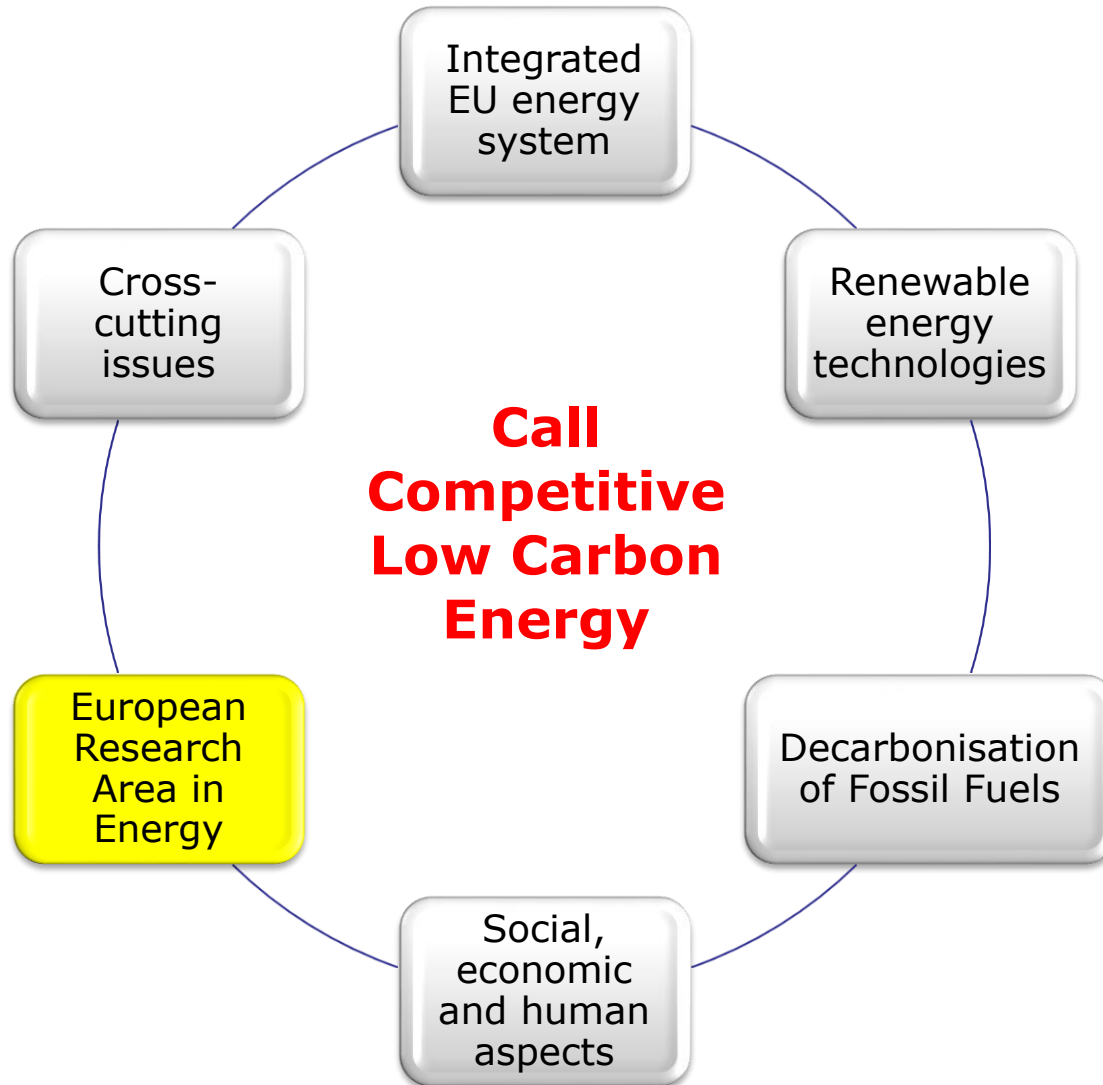 Integrated
EU energy
system
Renewable
energy
technologies
Decarbonisation
of Fossil Fuels
Social,
economic
and human
aspects
European
Research
Area in
Energy
Cross-
cutting
issues
Call
Competitive
Low Carbon
Energy